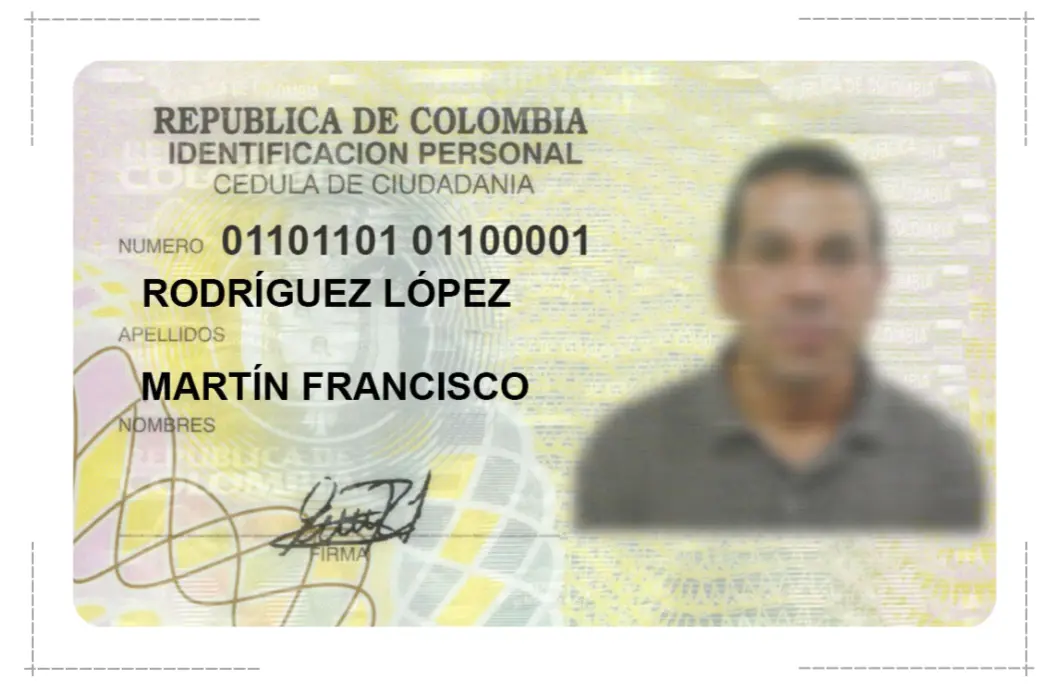 REPUBLICA DE COLOMBIA
IDENTIFICACION PERSONAL
CEDULA DE CIUDADANIA
NUMERO 01101101 01100001
RODRÍGUEZ LÓPEZ
APELLIDOS
MARTÍN FRANCISCO
NOMBRES
FIRMA